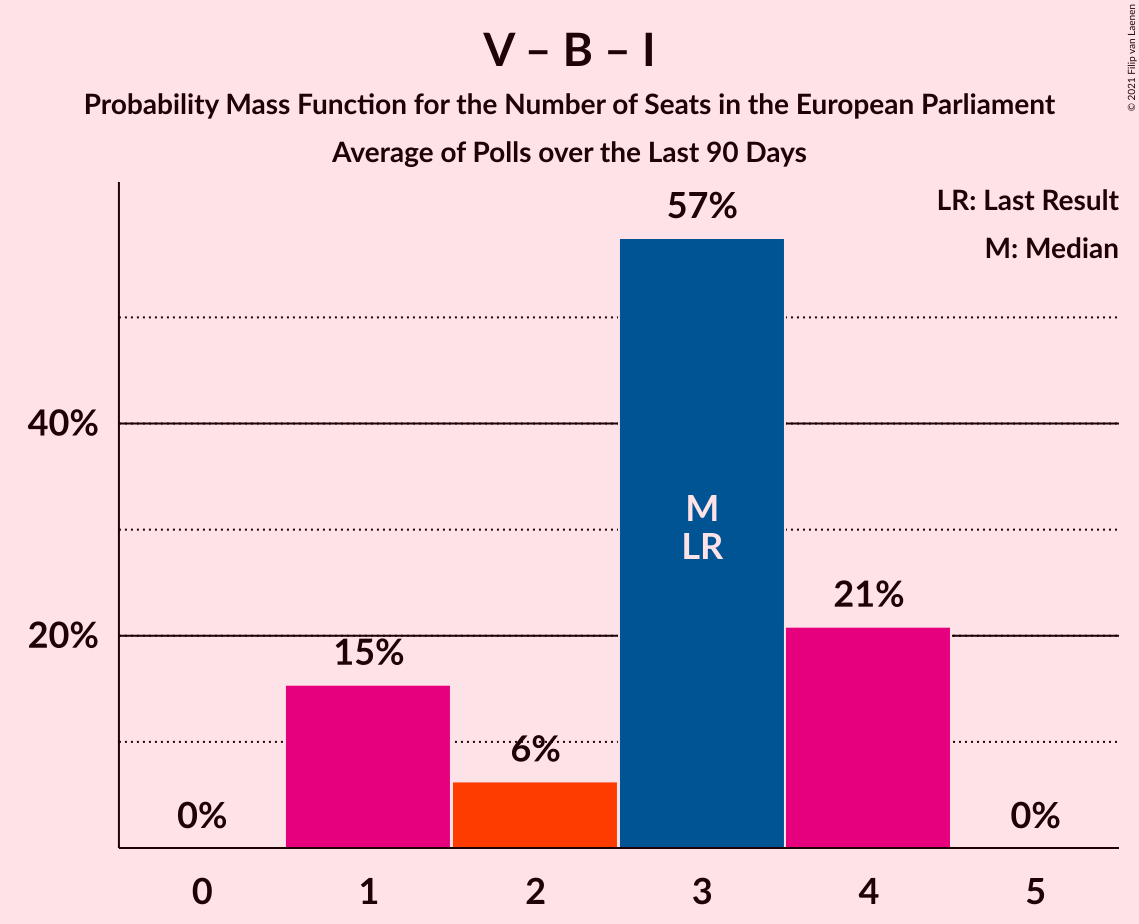 V – B – I
Probability Mass Function for the Number of Seats in the European Parliament
Average of Polls over the Last 90 Days
© 2021 Filip van Laenen
LR: Last Result
M: Median
57%
40%
M
LR
21%
20%
15%
6%
0%
0%
0 1 2 3 4 5